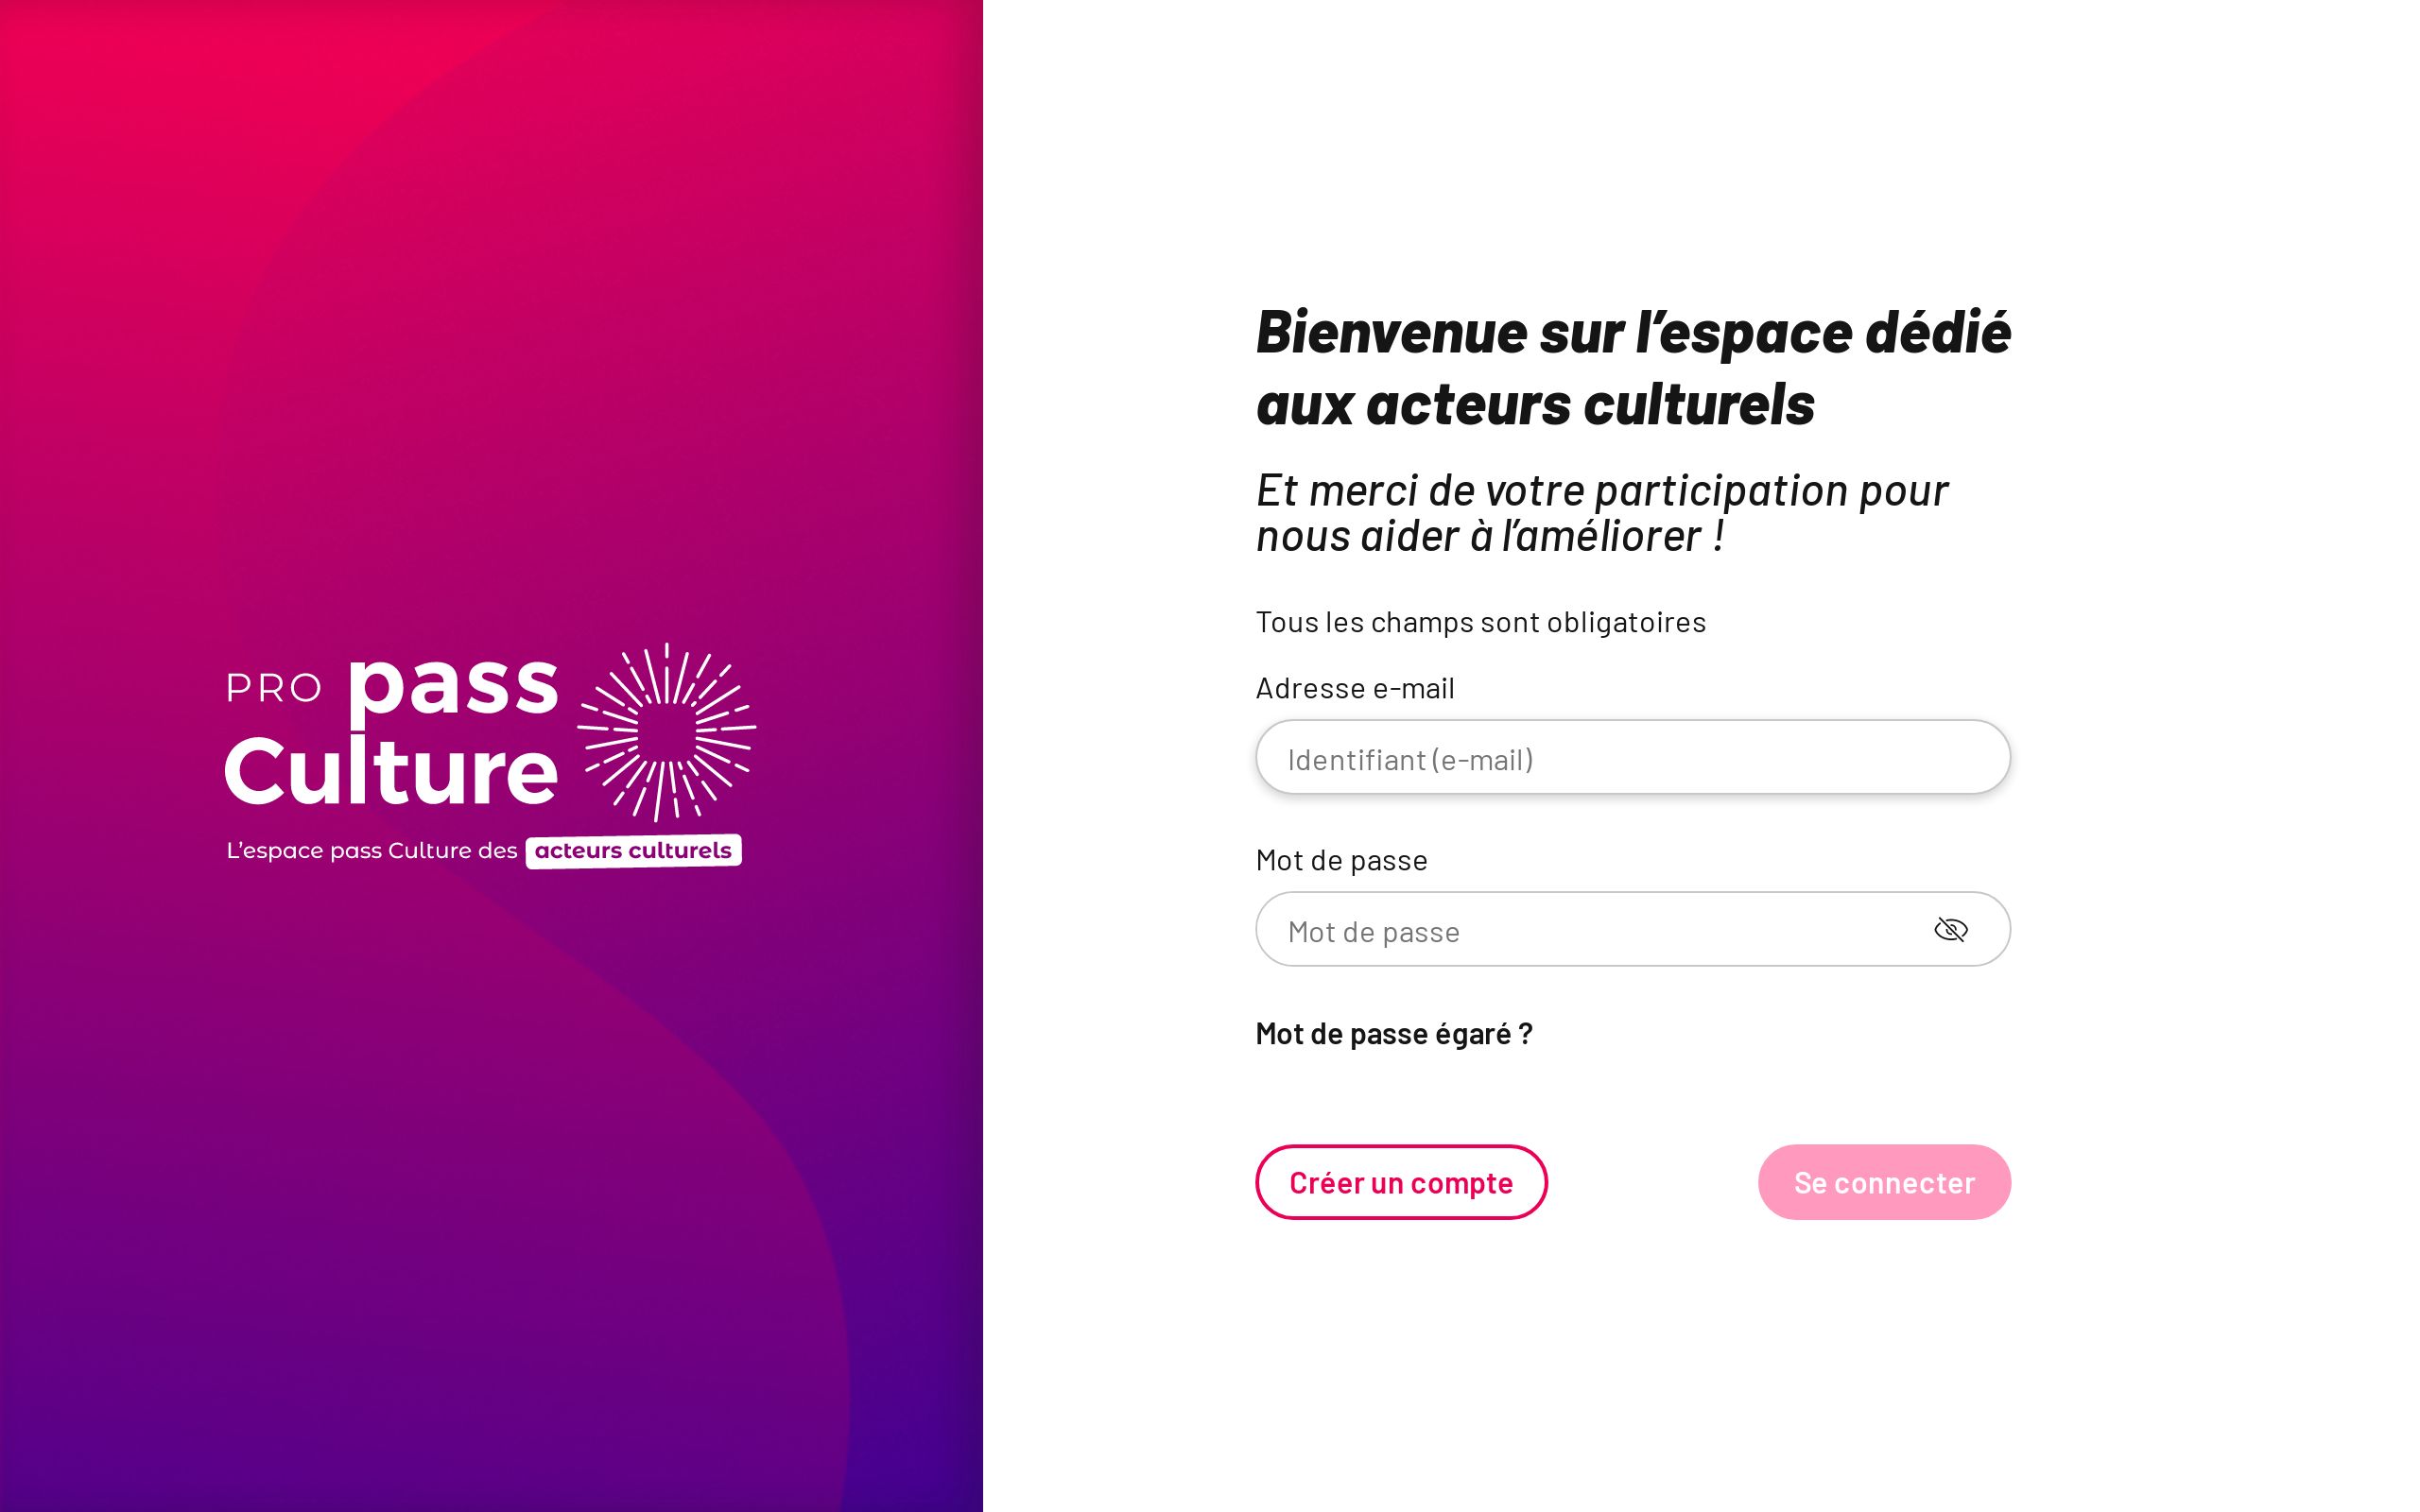 PRO pass
Culture
L'espace pass Culture des acteurs culturels
Bienvenue sur l’espace dédié
aux acteurs culturels
Et merci de votre participation pour
nous aider à l’améliorer !
Tous les champs sont obligatoires
Adresse e-mail
Identifiant (e-mail)
Mot de passe
Mot de passe
Mot de passe égaré ?
Créer un compte
Se connecter